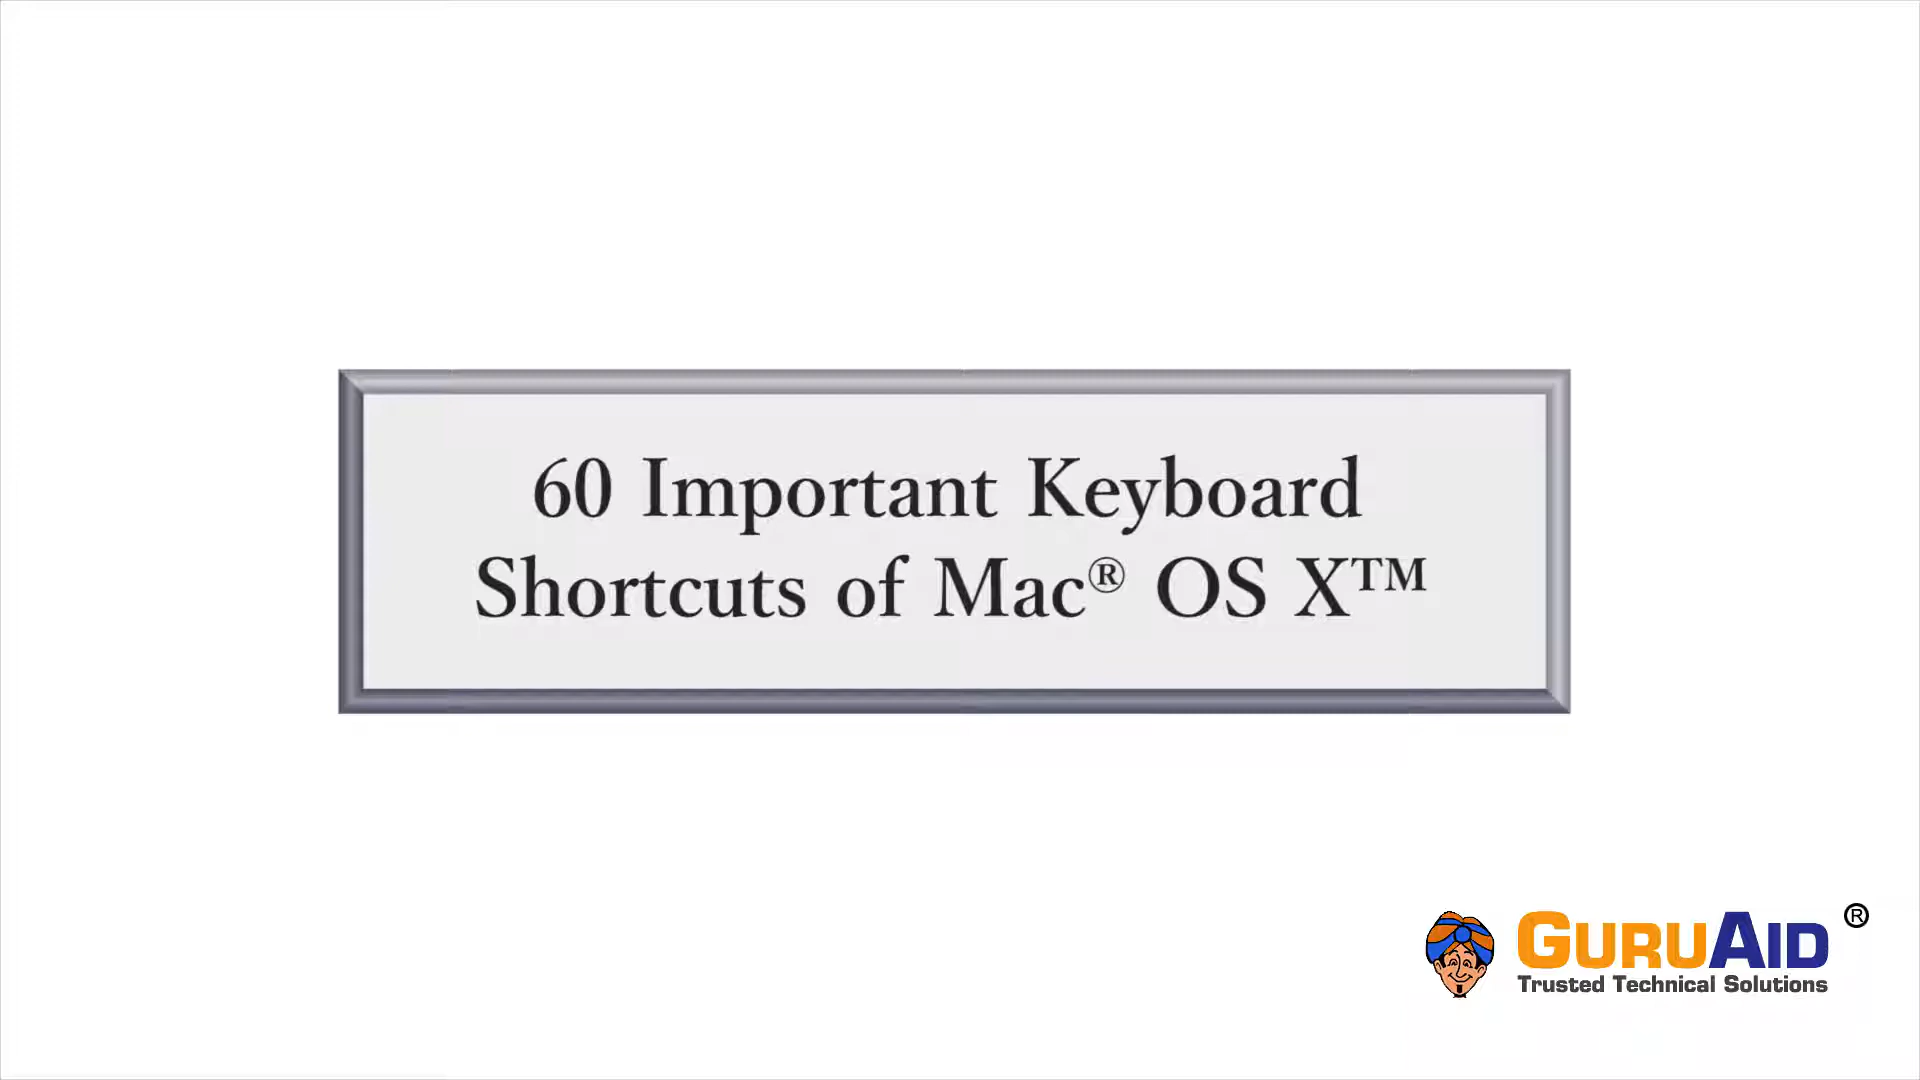 60 Important Keyboard
Shortcuts of Mac® OS X™
GURUAID ®
Trusted Technical Solutions